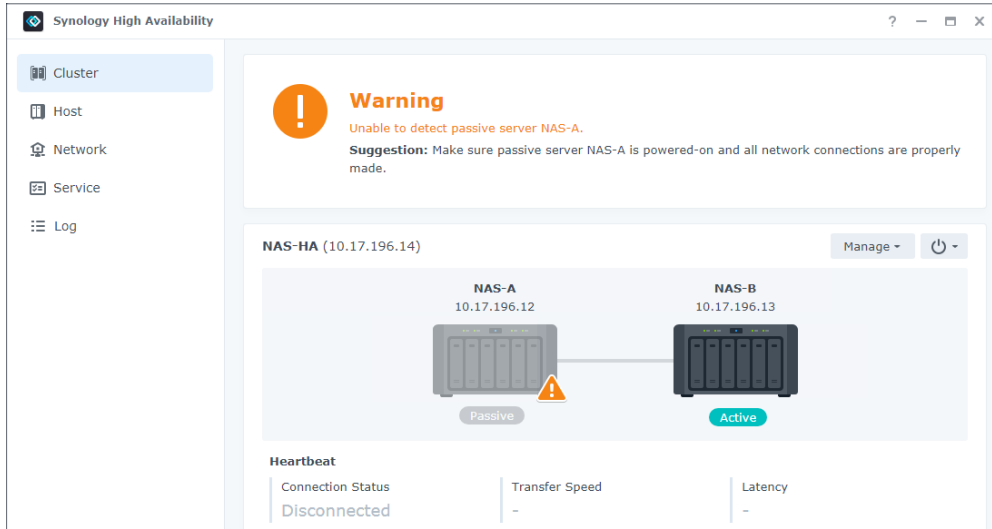 Synology High Availability
?
Cluster
Host
Network
Service
Log
Warning
Unable to detect passive server NAS-A.
Suggestion: Make sure passive server NAS-A is powered-on and all network connections are properly
made.
NAS-HA (10.17.196.14)
Manage
NAS-A
10.17.196.12
Passive
NAS-B
10.17.196.13
Active
Heartbeat
Connection Status
Disconnected
Transfer Speed
-
Latency
-